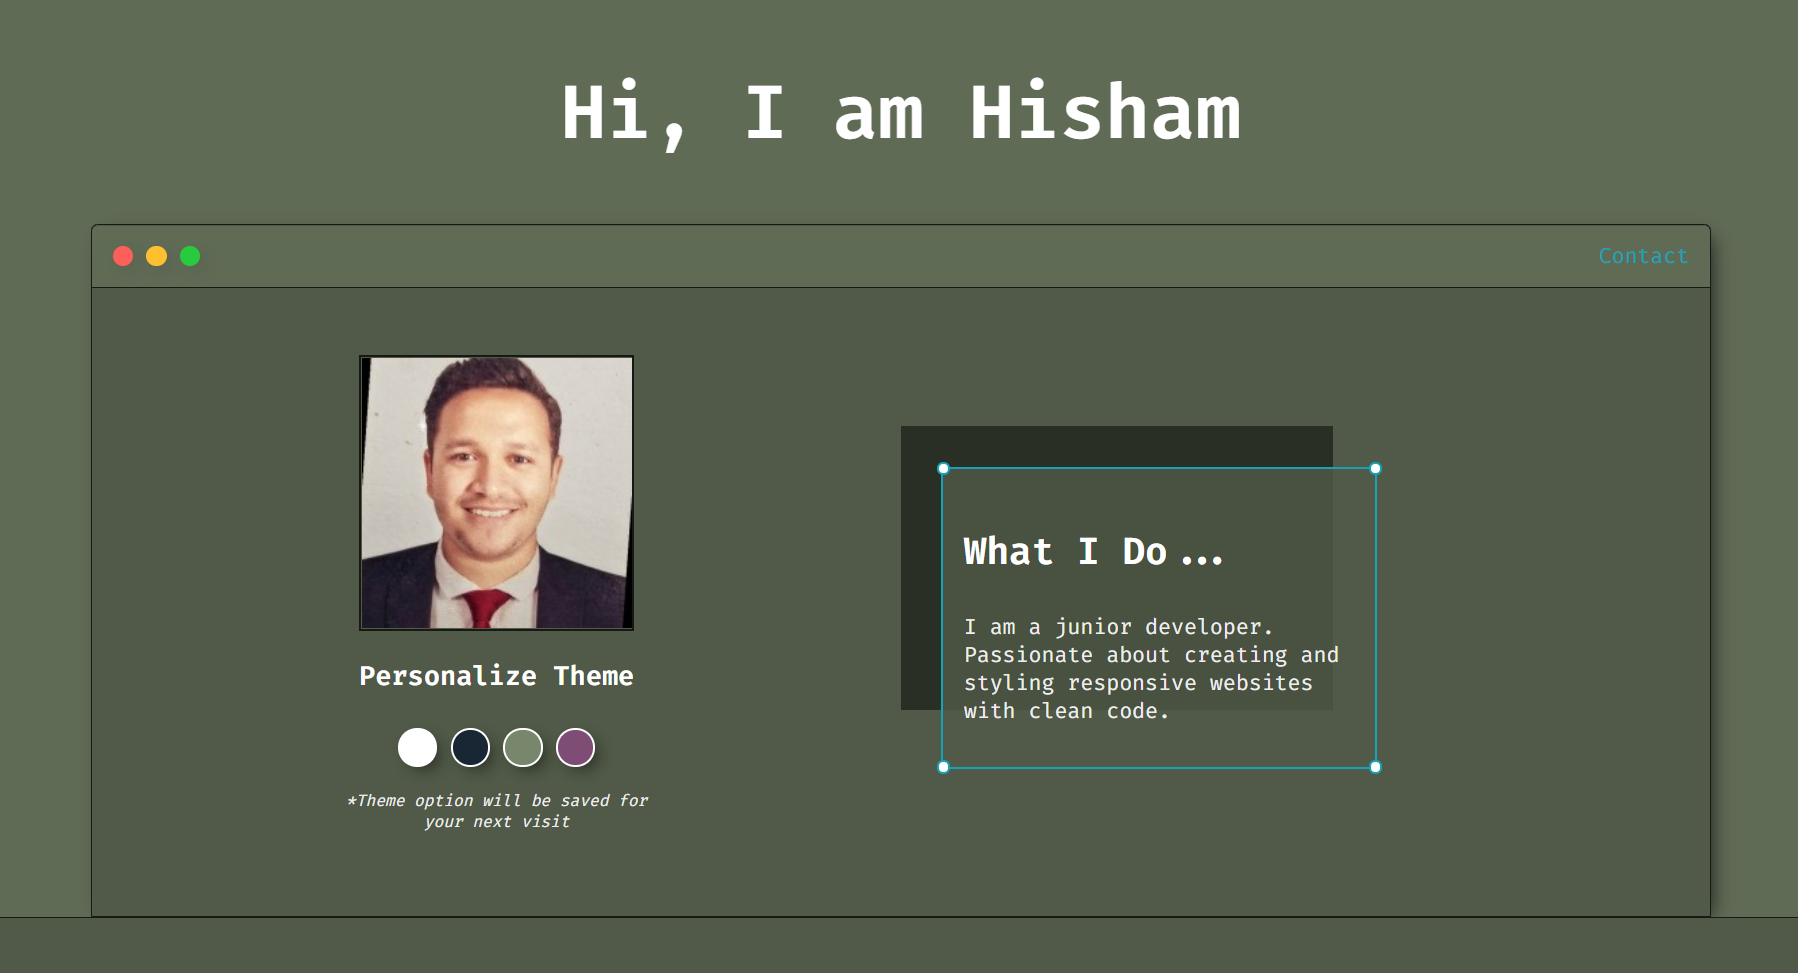 Hi, I am Hisham
Contact
Personalize Theme
*Theme option will be saved for
your next visit
What I Do...
I am a junior developer.
Passionate about creating and
styling responsive websites
with clean code.